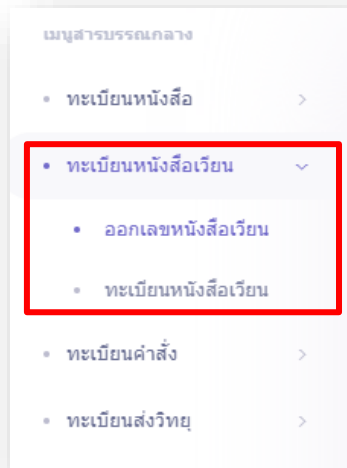 เมนูสารบรรณกลาง
ทะเบียนหนังสือ
ทะเบียนหนังสือเวียน
ออกเลขหนังสือเวียน
ทะเบียนหนังสือเวียน
ทะเบียนคำสั่ง
ทะเบียนส่งวิทยุ